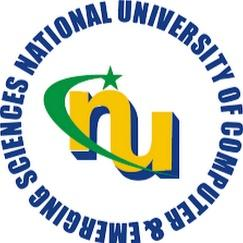 NATIONAL UNIVERSITY OF COMPUTER & EMERGING SCIENCES
nu